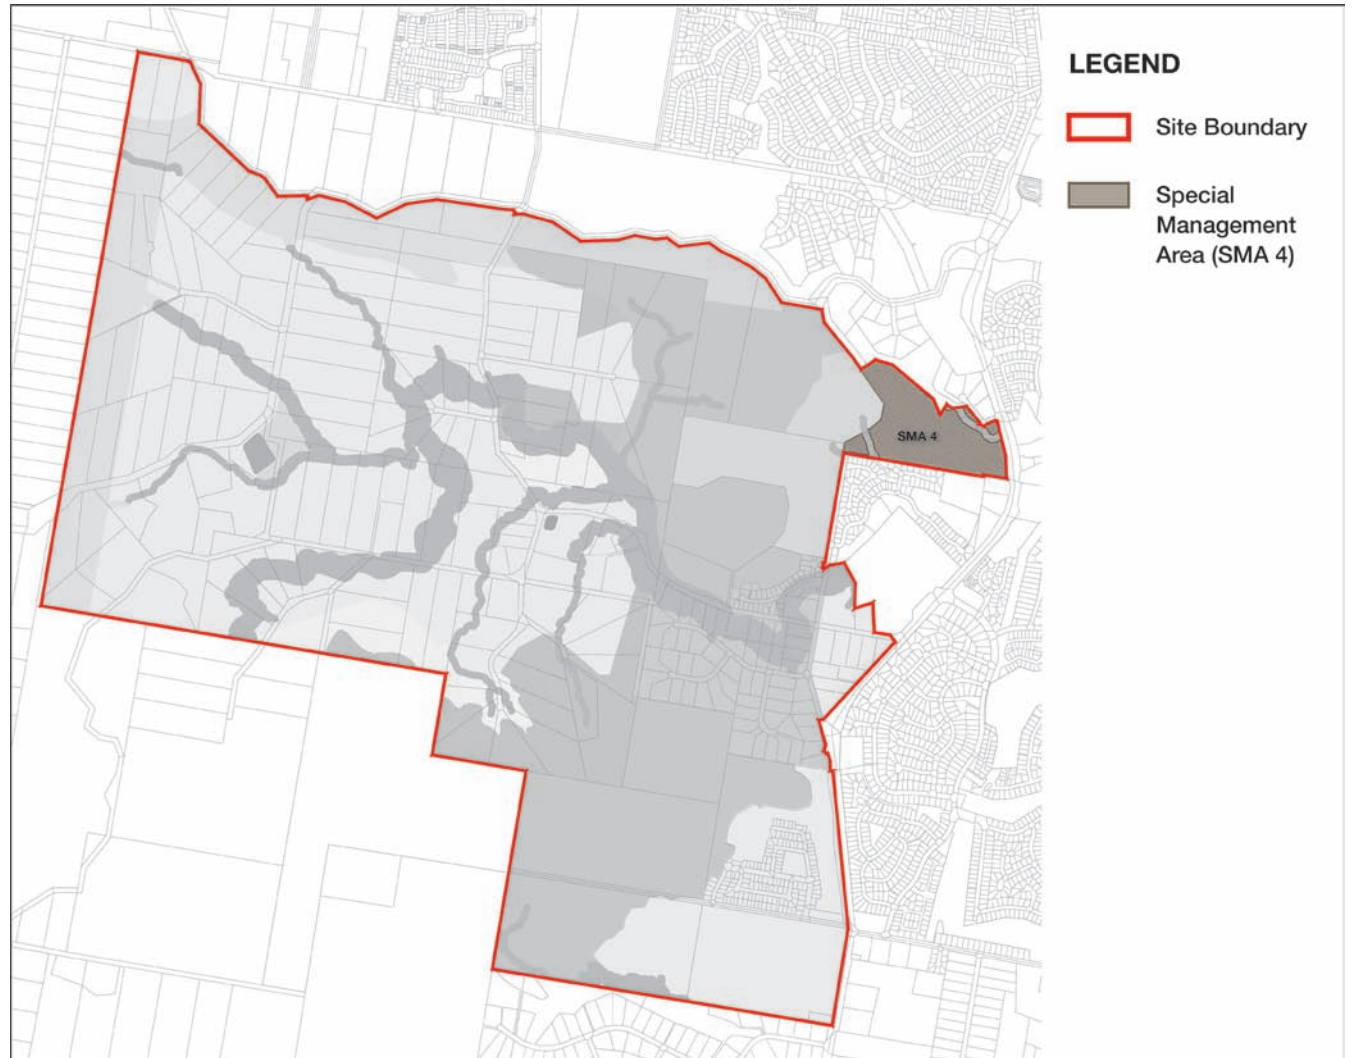 LEGEND
Site Boundary
Special
Management
Area (SMA 4)
SMA 4